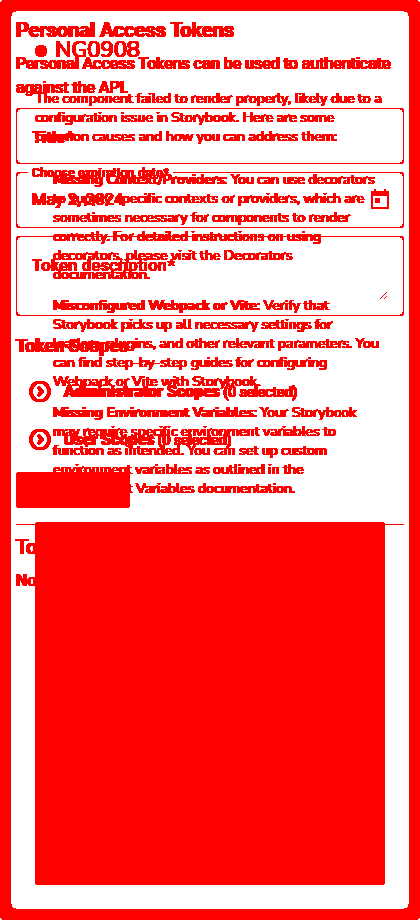 Personal Access Tokens
NG0908
Personal Access Tokens can be used to authenticate
against the API.
The component failed to render properly, likely due to a
configuration issue in Storybook. Here are some
common causes and how you can address them:
Choose expiration date*
Missing Context/Providers: You can use decorators
specific contexts or providers, which are
May 2, 2024
sometimes necessary for components to render
correctly. For detailed instructions on using
decorators, please visit the Decorators
Token description*
documentation.
Misconfigured Webpack or Vite: Verify that
Storybook picks up all necessary settings for
plugins, and other relevant parameters. You
Token Scopes
can find step-by-step guides for configuring
Webpack or Vite with Storybook.
Administrator Scopes (0 selected)
Missing Environment Variables: Your Storybook
may require specific environment variables to
User Scopes (0 selected)
function as intended. You can set up custom
environment variables as outlined in the
Variables documentation.
To
No